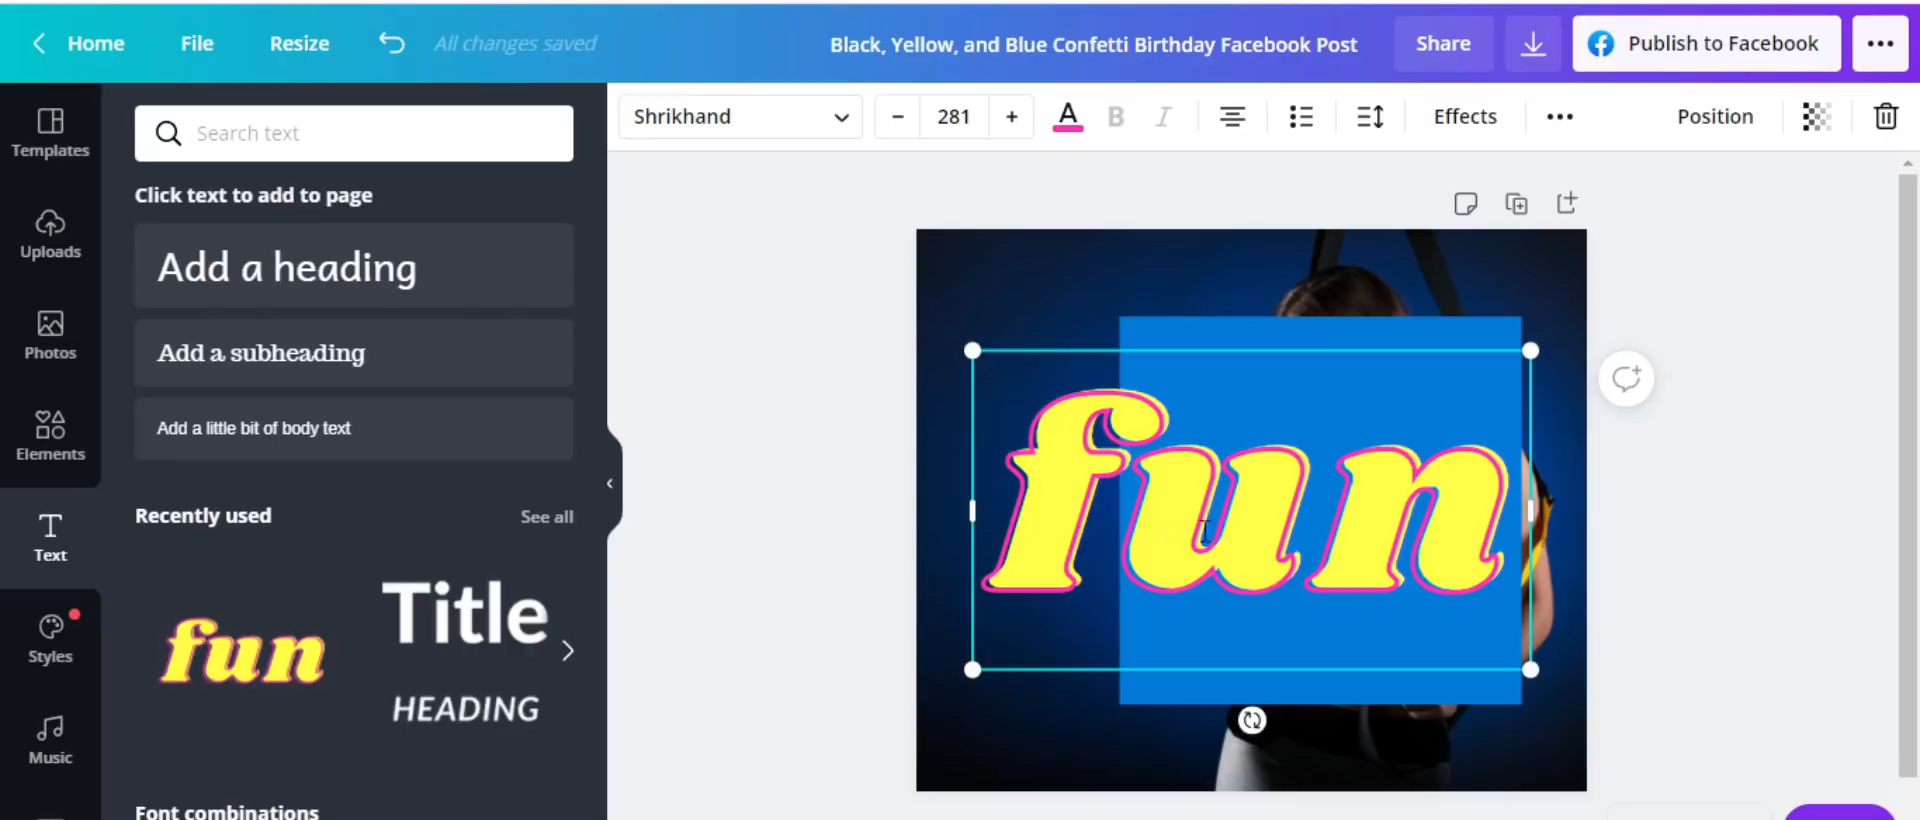 Home File Resize All changes saved Black, Yellow, and Blue Confetti Birthday Facebook Post Share Publish to Facebook
Shrikhand 281 A B I Effects Position
Templates
Uploads
Photos
Elements
Text
Styles
Music
Search text
Click text to add to page
Add a heading
Add a subheading
Add a little bit of body text
Recently used See all
fun
Title
HEADING
Font combinations
fun